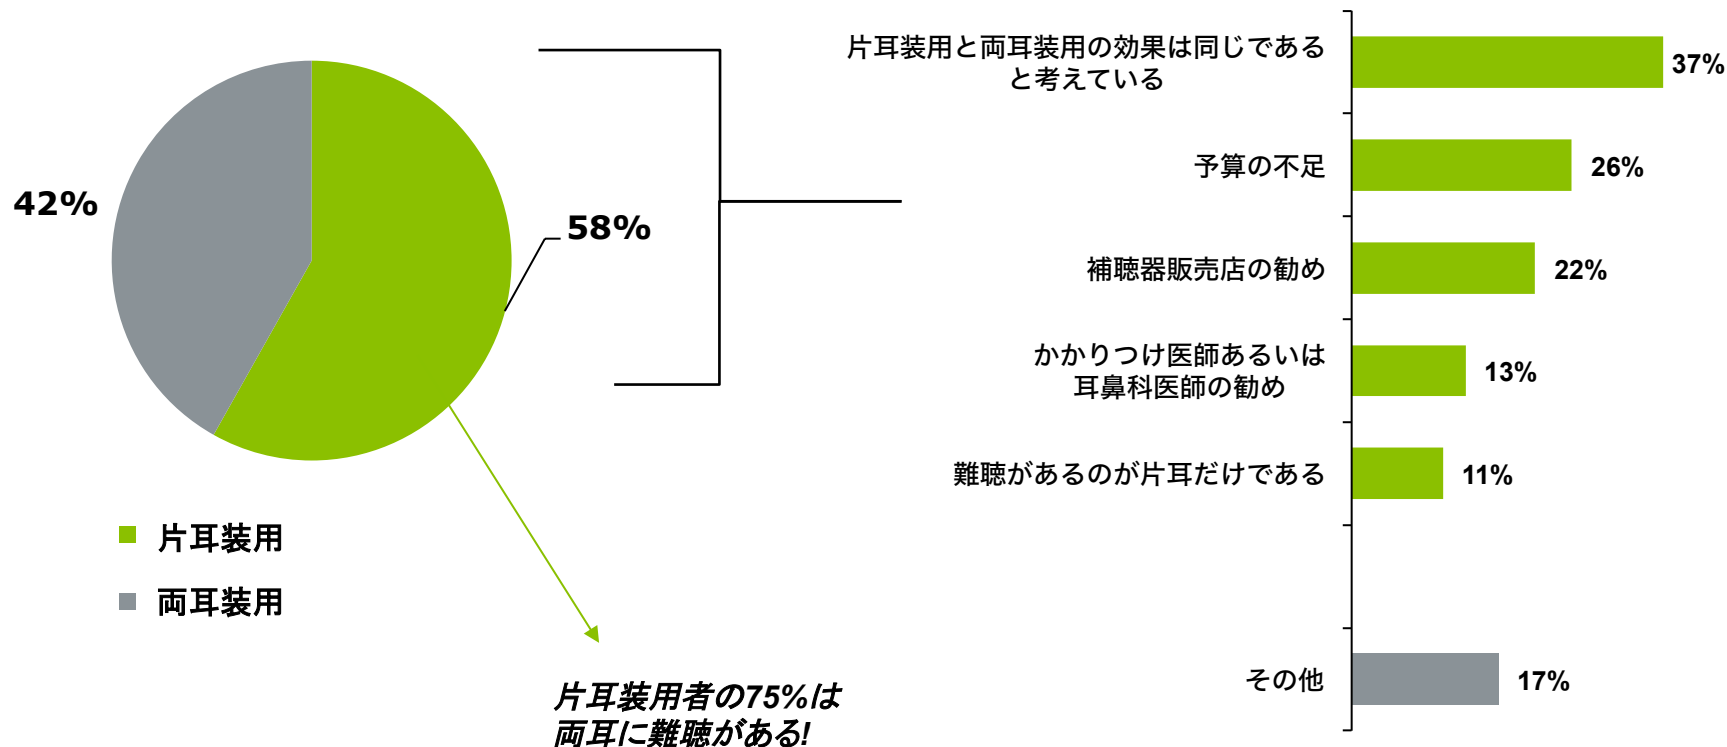 42%
58%
片耳装用
両耳装用
片耳装用者の75%は
両耳に難聴がある!
片耳装用と両耳装用の効果は同じである
と考えている
37%
予算の不足
26%
補聴器販売店の勧め
22%
かかりつけ医師あるいは
耳鼻科医師の勧め
13%
難聴があるのが片耳だけである
11%
その他
17%